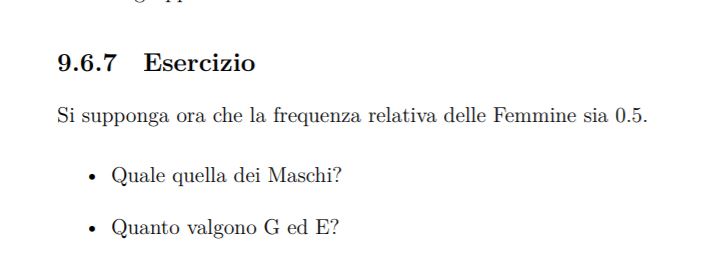 9.6.7 Esercizio
Si supponga ora che la frequenza relativa delle Femmine sia 0.5.
• Quale quella dei Maschi?
• Quanto valgono G ed E?